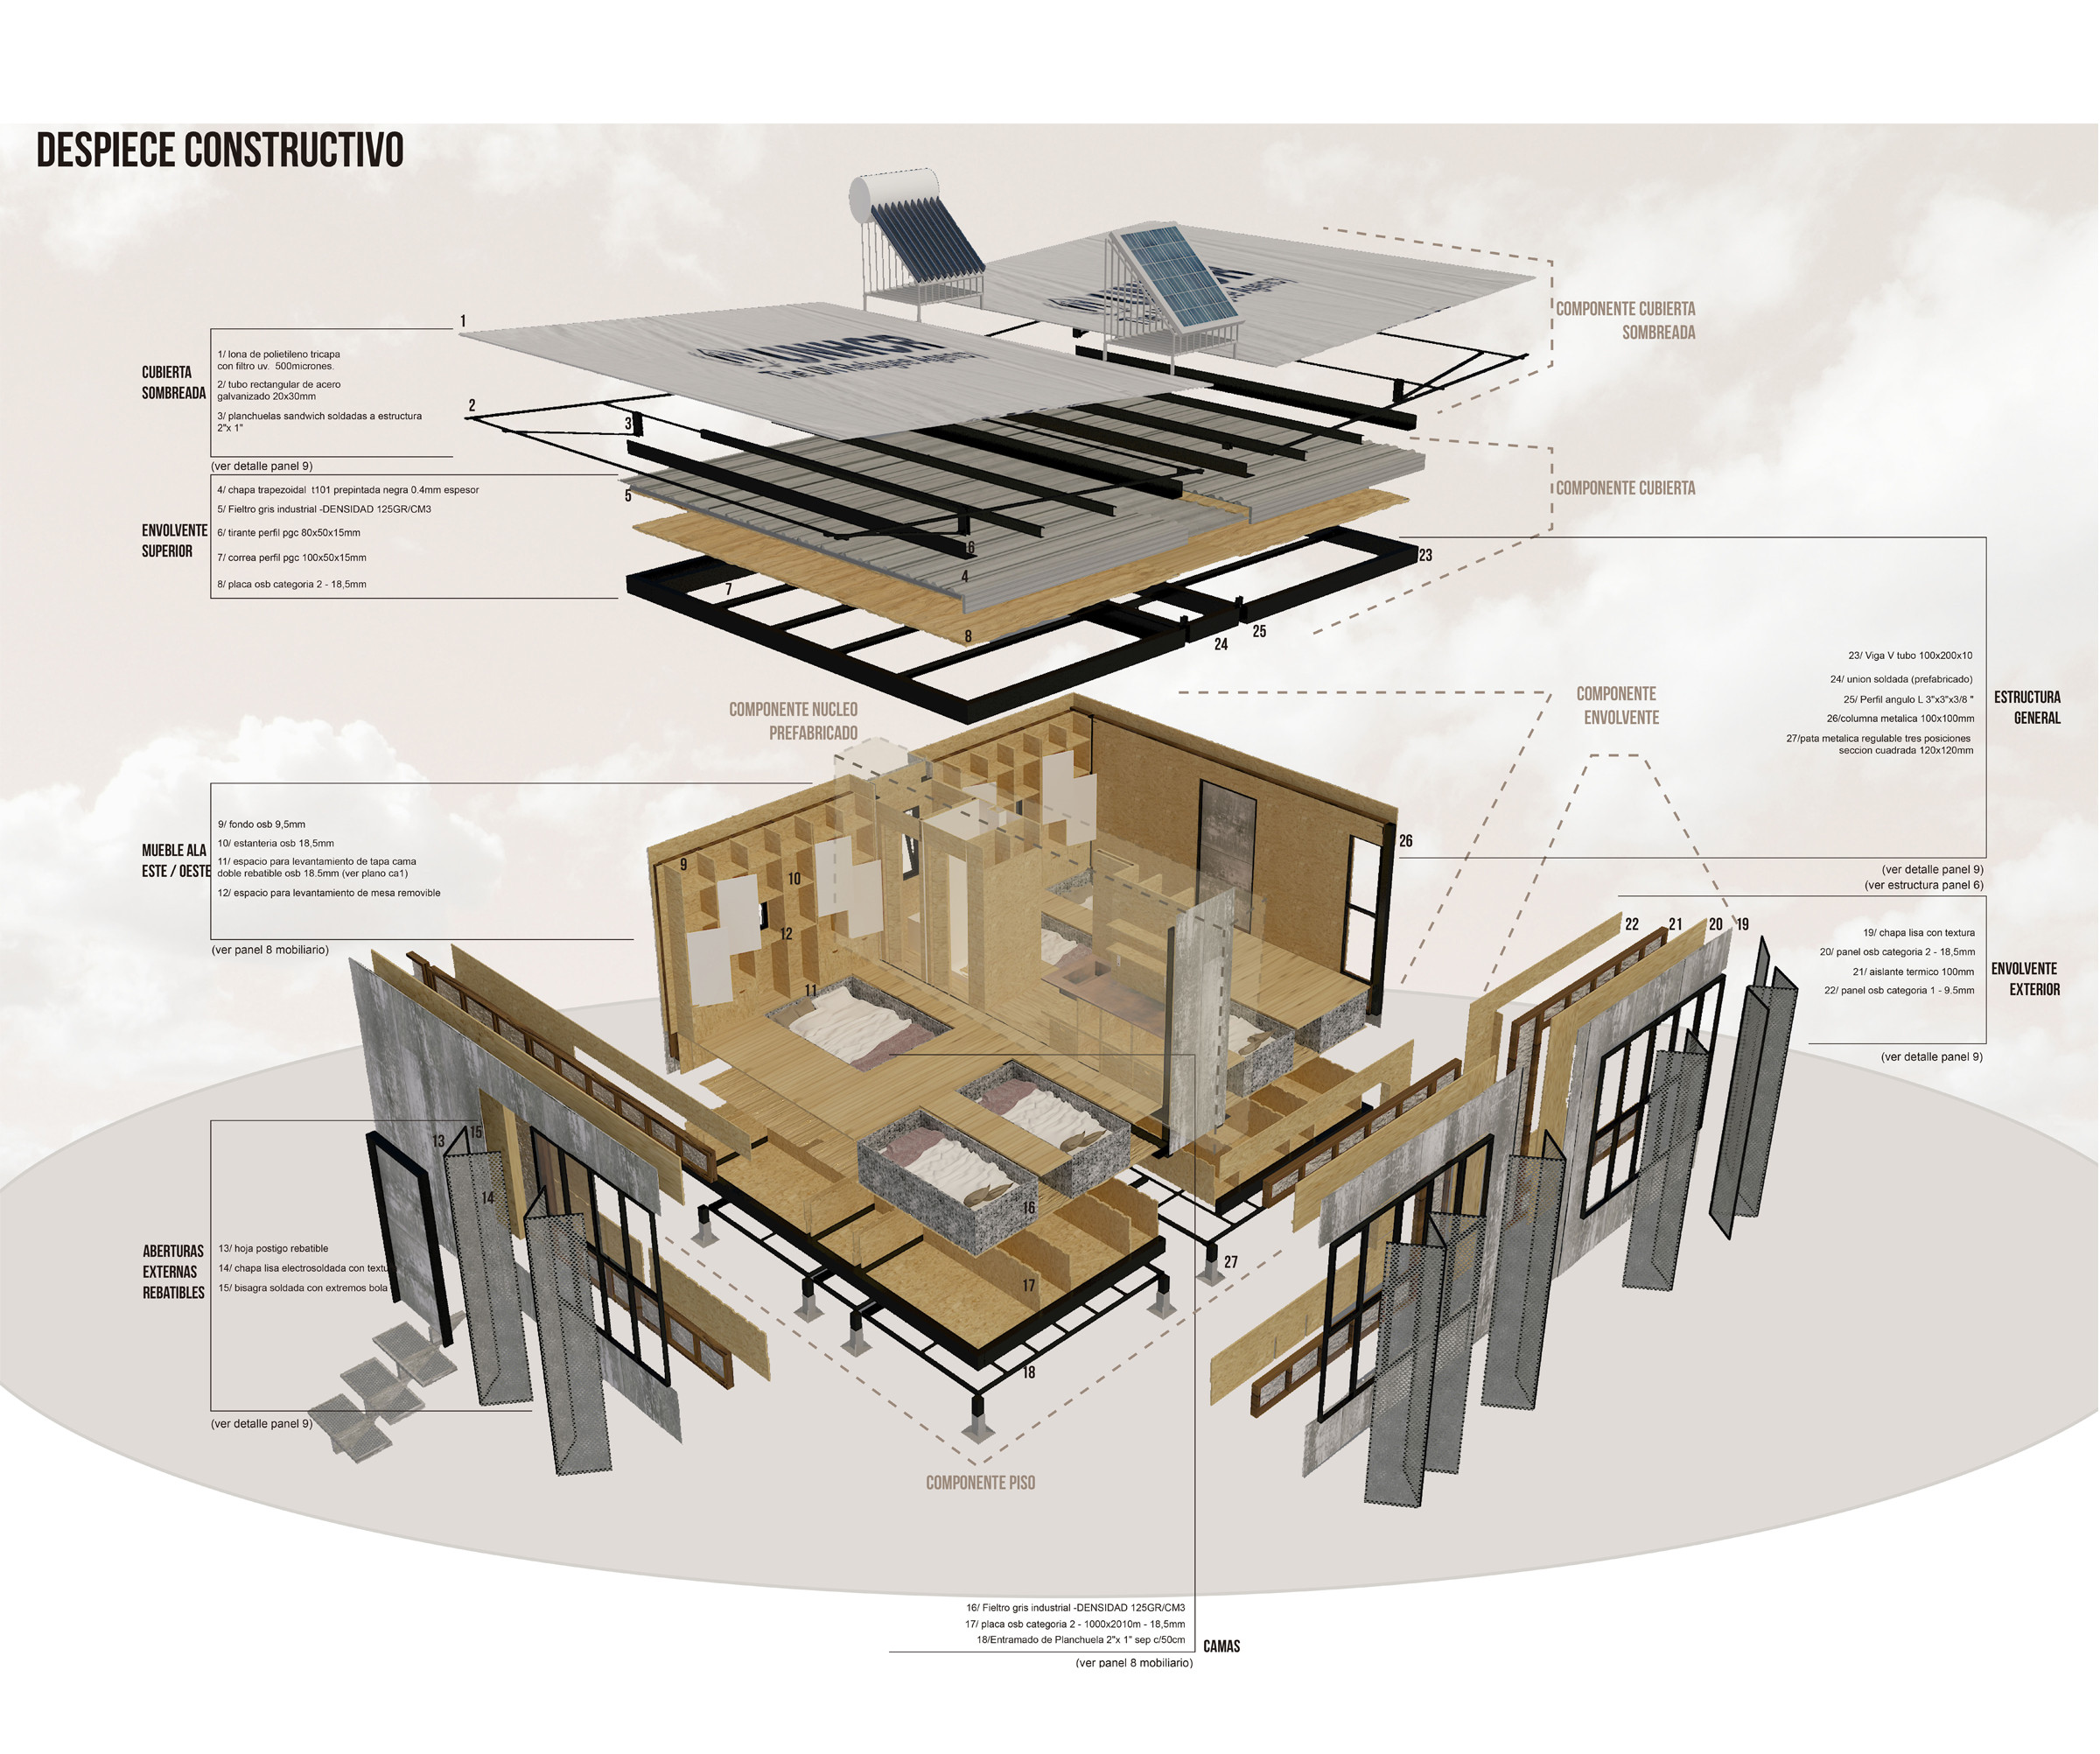 DESPIECE CONSTRUCTIVO
COMPONENTE CUBIERTA
SOMBREADA
1
CUBIERTA
SOMBREADA
1/ lona de polietileno tricapa
con filtro uv.  500micrones.
2/ tubo rectangular de acero
galvanizado 20x30mm
3/ planchuelas sandwich soldadas a estructura
2"x 1"
(ver detalle panel 9)
UNHCR
The UN Refugee Agency
2
3
ENVOLVENTE
SUPERIOR
4/ chapa trapezoidal  t101 prepintada negra 0.4mm espesor
5/ Fieltro gris industrial -DENSIDAD 125GR/CM3
6/ tirante perfil pgc 80x50x15mm
7/ correa perfil pgc 100x50x15mm
8/ placa osb categoria 2 - 18,5mm
5
6
4
7
8
COMPONENTE CUBIERTA
23
25
24
23/ Viga V tubo 100x200x10
24/ union soldada (prefabricado)
25/ Perfil angulo L 3"x3"x3/8 "
26/columna metalica 100x100mm
27/pata metalica regulable tres posiciones
seccion cuadrada 120x120mm
ESTRUCTURA
GENERAL
(ver detalle panel 9)
(ver estructura panel 6)
COMPONENTE NUCLEO
PREFABRICADO
COMPONENTE
ENVOLVENTE
MUEBLE ALA
ESTE / OESTE
9/ fondo osb 9,5mm
10/ estanteria osb 18,5mm
11/ espacio para levantamiento de tapa cama
doble rebatible osb 18.5mm (ver plano ca1)
12/ espacio para levantamiento de mesa removible
(ver panel 8 mobiliario)
9
10
12
11
26
22
21
20
19
19/ chapa lisa con textura
20/ panel osb categoria 2 - 18,5mm
21/ aislante termico 100mm
22/ panel osb categoria 1 - 9.5mm
ENVOLVENTE
EXTERIOR
(ver detalle panel 9)
13
15
14
ABERTURAS
EXTERNAS
REBATIBLES
13/ hoja postigo rebatible
14/ chapa lisa electrosoldada con textu
15/ bisagra soldada con extremos bola
(ver detalle panel 9)
16
17
27
18
COMPONENTE PISO
16/ Fieltro gris industrial -DENSIDAD 125GR/CM3
17/ placa osb categoria 2 - 1000x2010m - 18,5mm
18/Entramado de Planchuela 2"x 1" sep c/50cm
CAMAS
(ver panel 8 mobiliario)